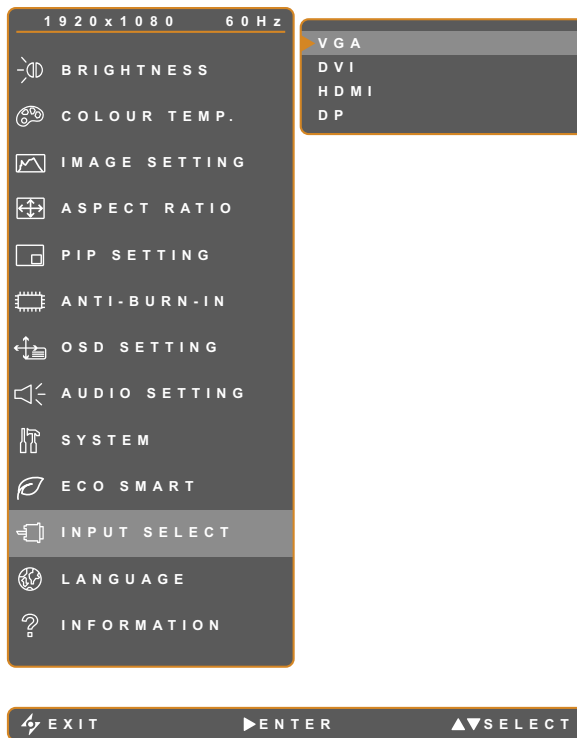 1920x1080 60Hz
BRIGHTNESS
COLOUR TEMP.
IMAGE SETTING
ASPECT RATIO
PIP SETTING
ANTI-BURN-IN
OSD SETTING
AUDIO SETTING
SYSTEM
ECO SMART
INPUT SELECT
LANGUAGE
INFORMATION
VGA
DVI
HDMI
DP
EXIT ENTER SELECT